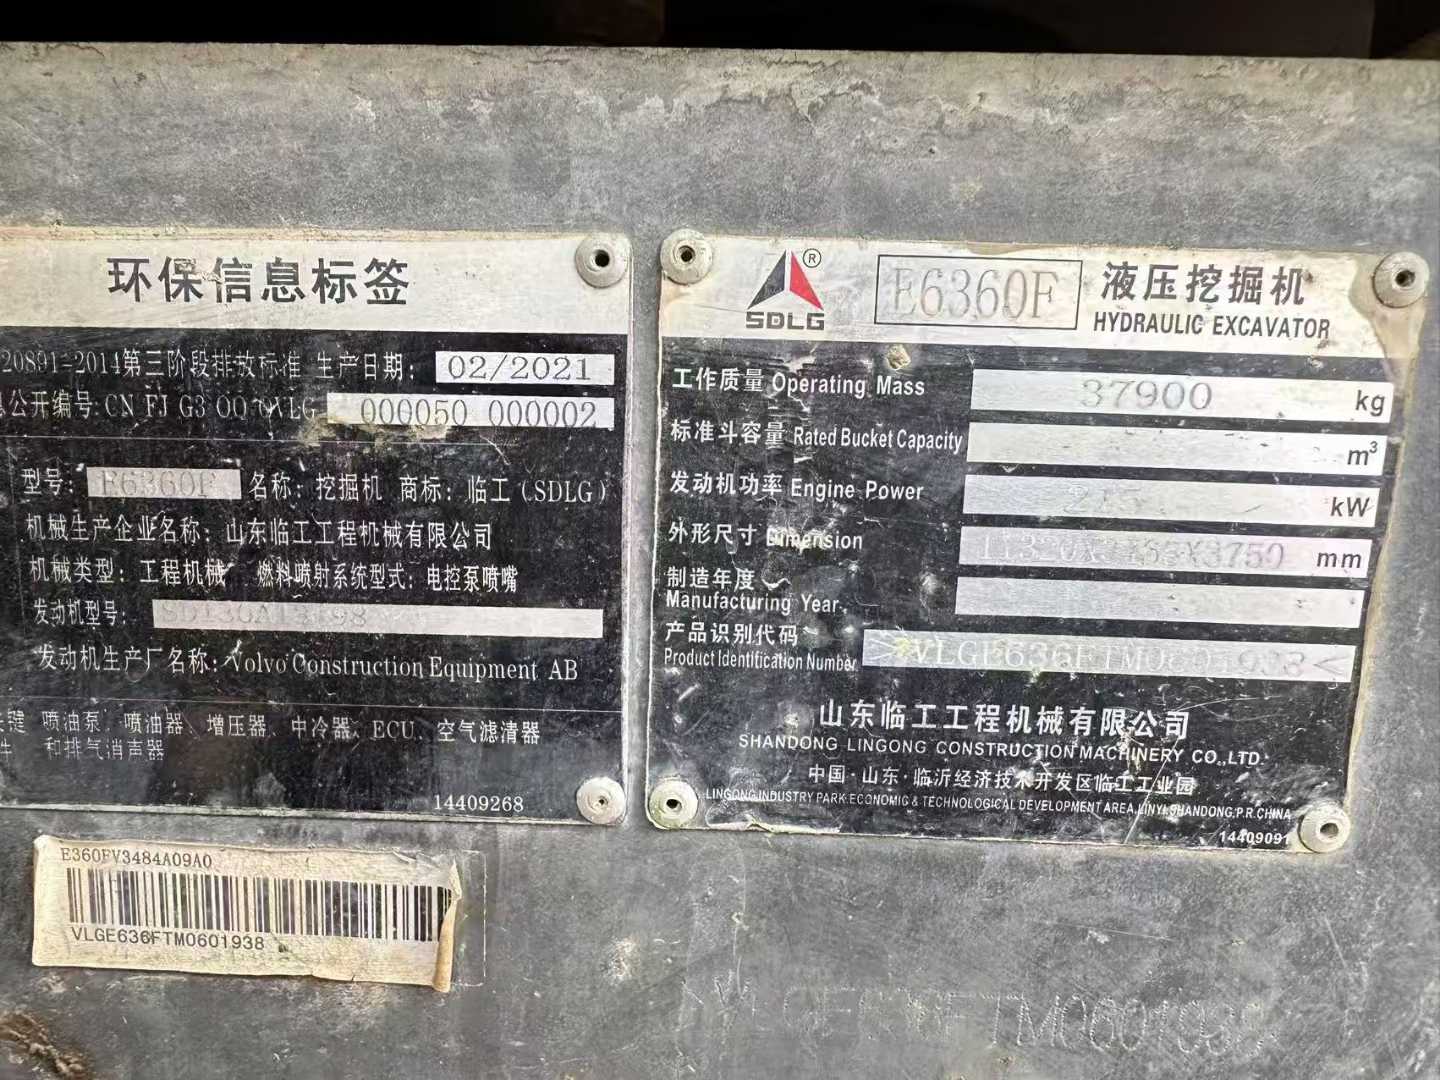 环保信息标签
20891-2014第三阶段排放标准 生产日期: 02/2021
公开编号: CN FJ G3 000050 000002
型号: E6360F 名称: 挖掘机 商标: 临工(SDLG)
机械生产企业名称: 山东临工工程机械有限公司
机械类型: 工程机械 燃料喷射系统型式: 电控泵喷嘴
发动机型号:
发动机生产厂名称: Volvo Construction Equipment AB
喷油泵、喷油器、增压器、中冷器、ECU、空气滤清器
和排气消声器
14409268
E360FV3484A09A0
VLGE636FTM0601938
SDLG ® E6360F 液压挖掘机
HYDRAULIC EXCAVATOR
工作质量 Operating Mass 37900 kg
标准斗容量 Rated Bucket Capacity m³
发动机功率 Engine Power kW
外形尺寸 Dimension mm
制造年度
Manufacturing Year
产品识别代码
Product Identification Number
山东临工工程机械有限公司
SHANDONG LINGONG CONSTRUCTION MACHINERY CO.,LTD.
中国·山东·临沂经济技术开发区临工工业园
LINGONG INDUSTRY PARK ECONOMIC & TECHNOLOGICAL DEVELOPMENT AREA,LINYI,SHANDONG,P.R.CHINA
14409091
VLGE636FTM0601938